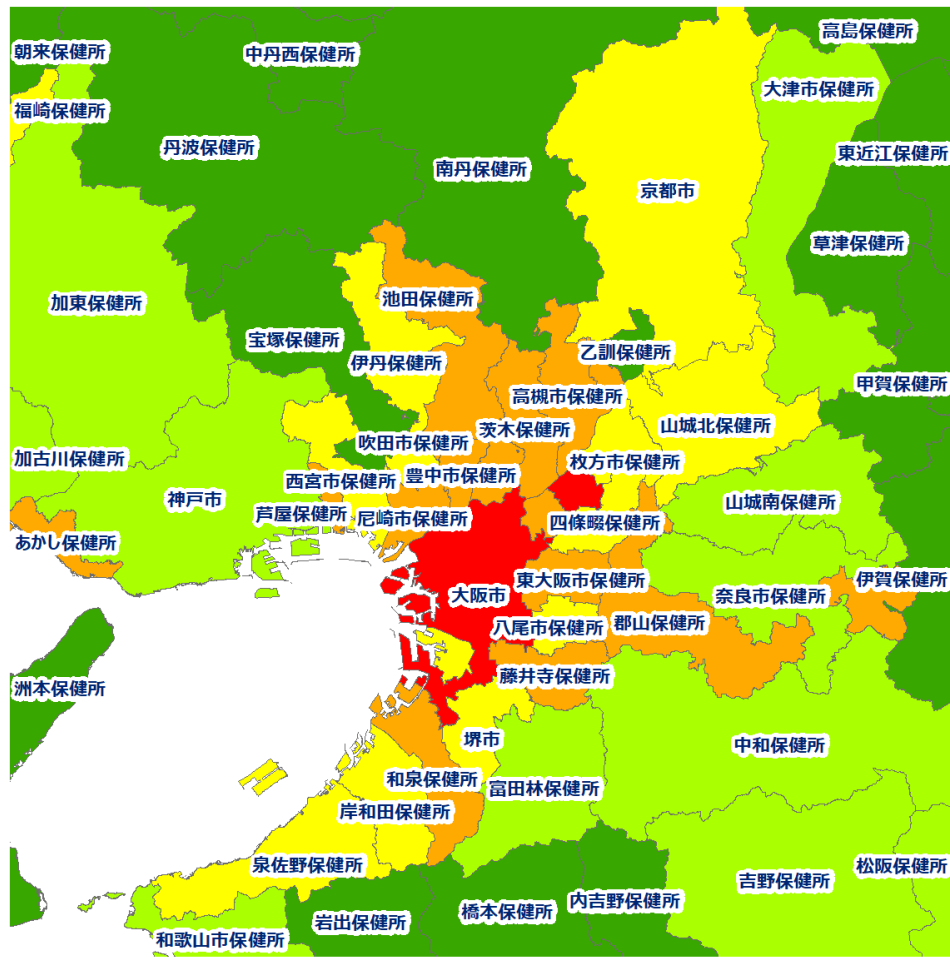 高島保健所
朝来保健所
中丹西保健所
大津市保健所
福崎保健所
丹波保健所
東近江保健所
南丹保健所
京都市
草津保健所
加東保健所
池田保健所
宝塚保健所
乙訓保健所
伊丹保健所
甲賀保健所
高槻市保健所
山城北保健所
茨木保健所
吹田市保健所
加古川保健所
枚方市保健所
豊中市保健所
西宮市保健所
神戸市
山城南保健所
芦屋保健所
尼崎市保健所
四條畷保健所
あかし保健所
東大阪市保健所
伊賀保健所
大阪市
奈良市保健所
八尾市保健所
郡山保健所
藤井寺保健所
洲本保健所
堺市
中和保健所
和泉保健所
富田林保健所
岸和田保健所
泉佐野保健所
松阪保健所
吉野保健所
内吉野保健所
橋本保健所
岩出保健所
和歌山市保健所